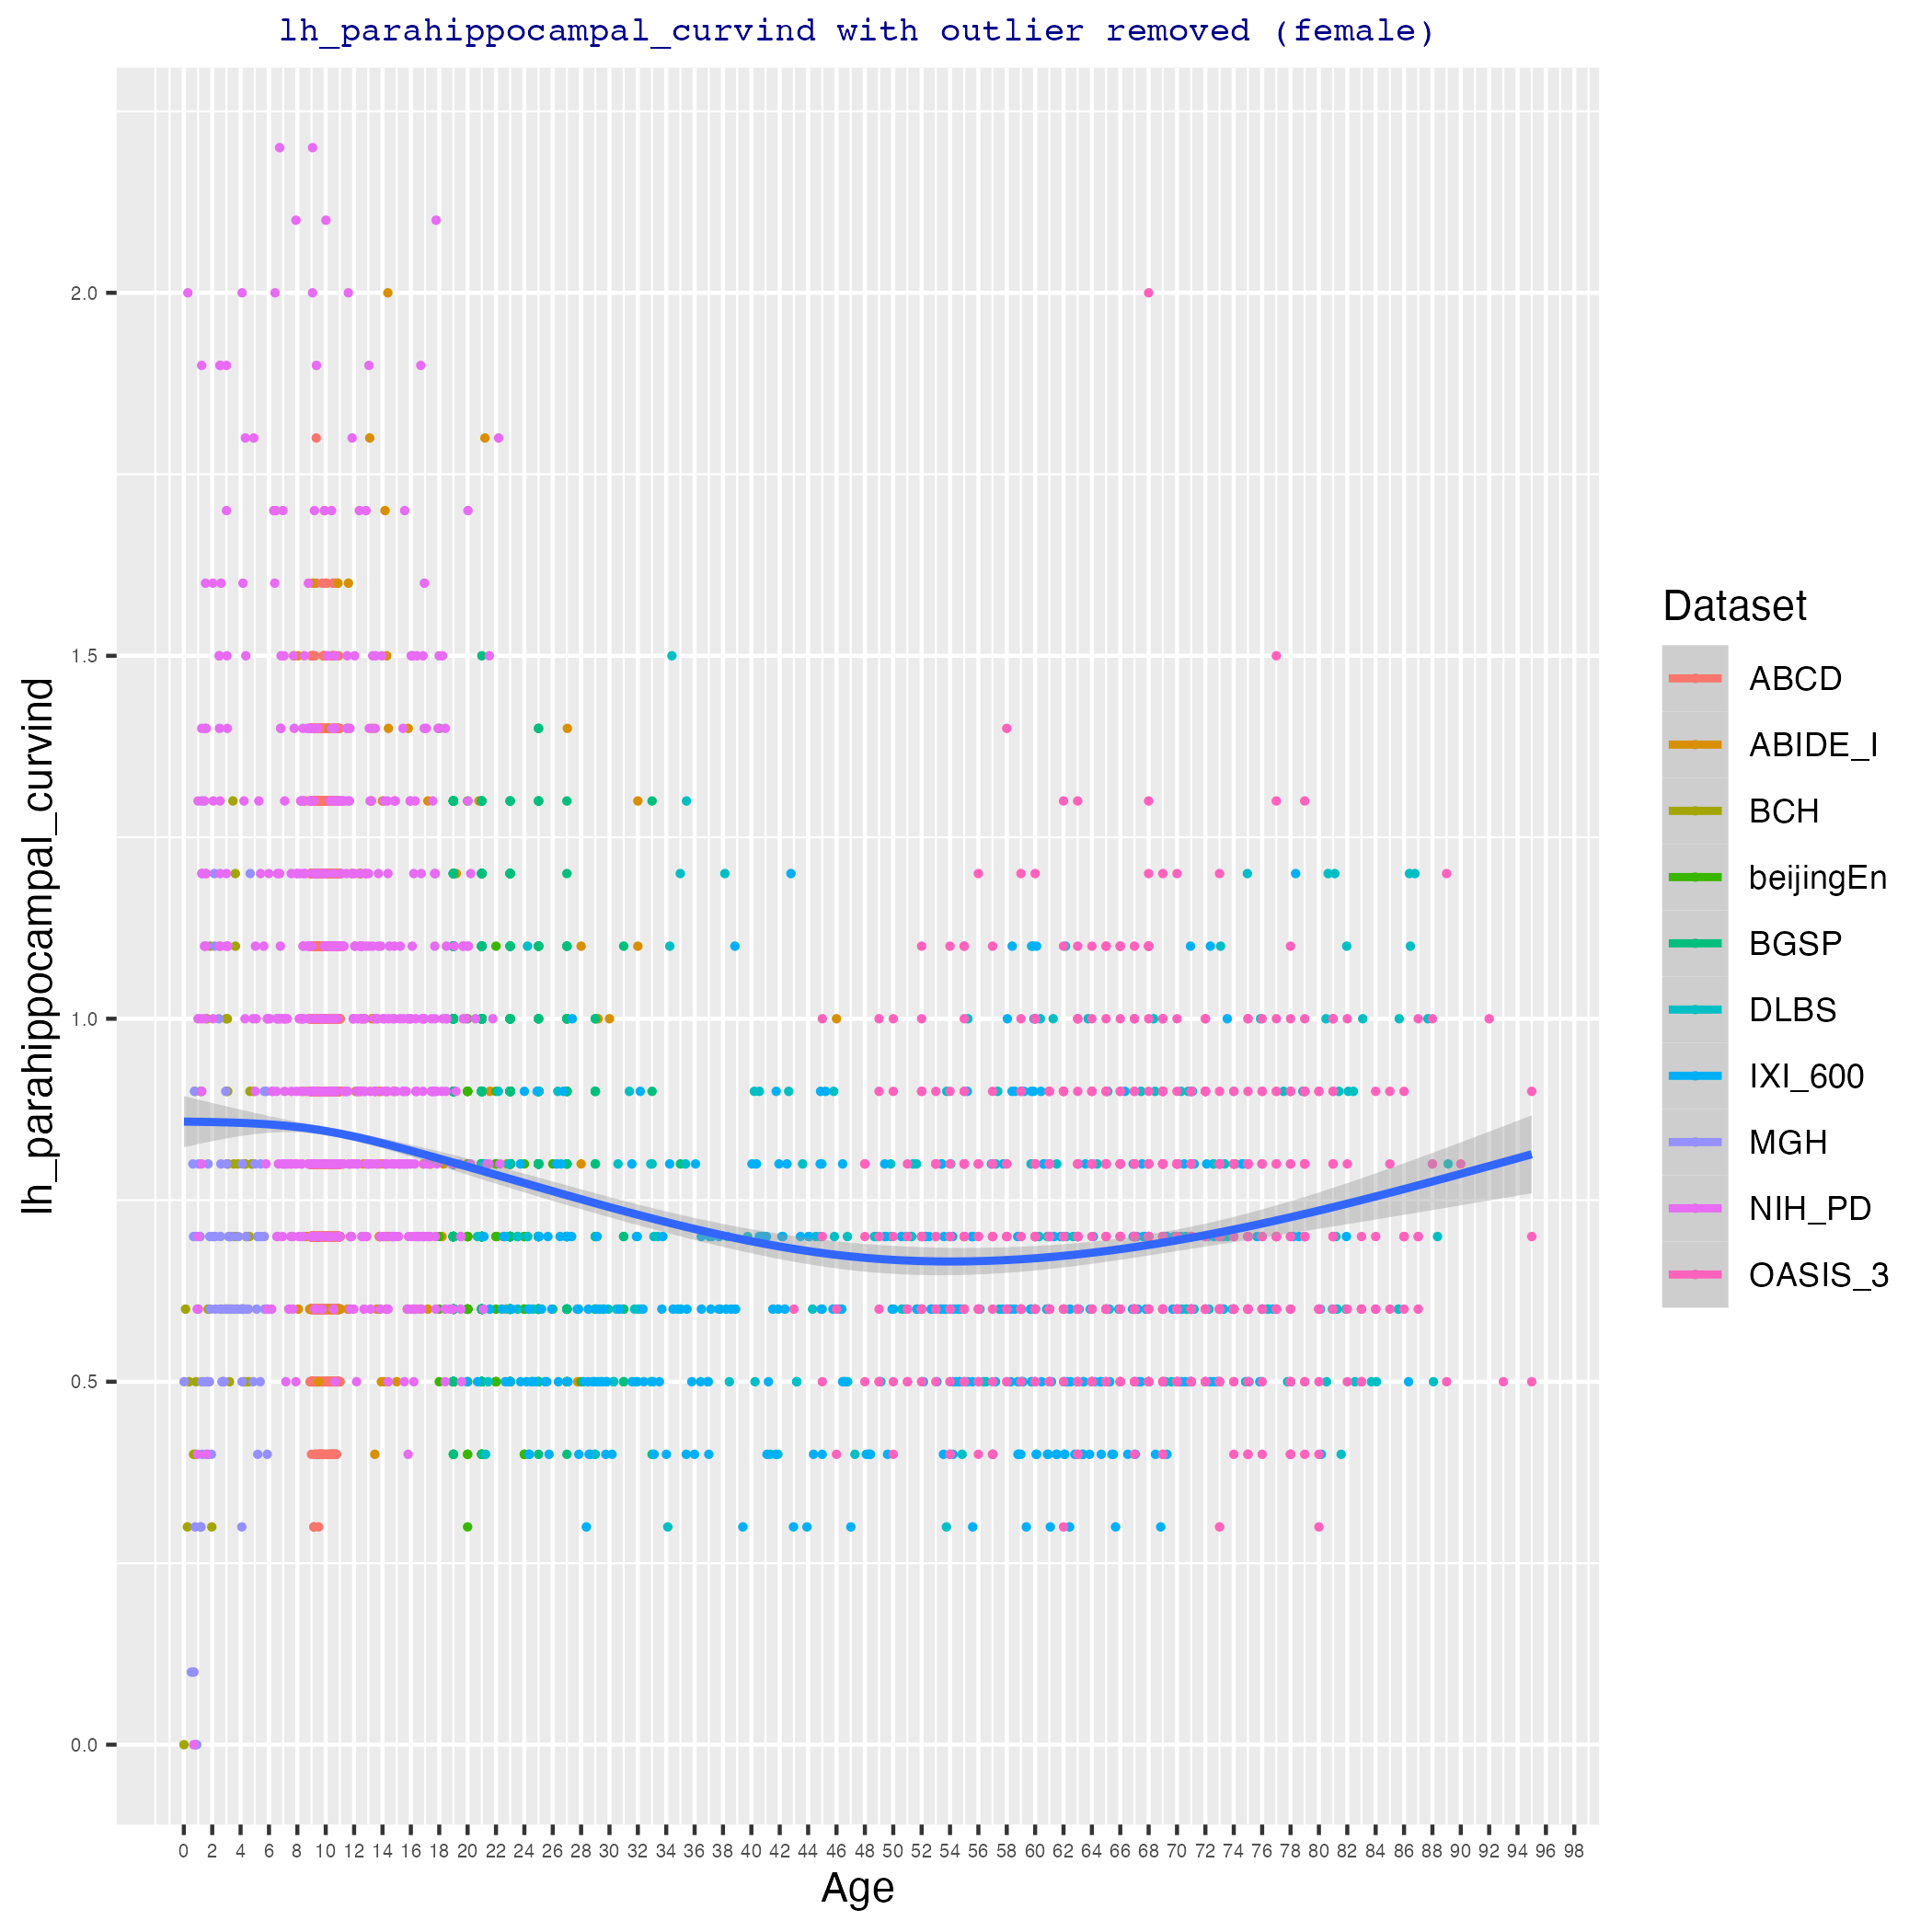 lh_parahippocampal_curvind with outlier removed (female)
lh_parahippocampal_curvind
2.0
1.5
1.0
0.5
0.0
0 2 4 6 8 10 12 14 16 18 20 22 24 26 28 30 32 34 36 38 40 42 44 46 48 50 52 54 56 58 60 62 64 66 68 70 72 74 76 78 80 82 84 86 88 90 92 94 96 98
Age
Dataset
ABCD
ABIDE_I
BCH
beijingEn
BGSP
DLBS
IXI_600
MGH
NIH_PD
OASIS_3